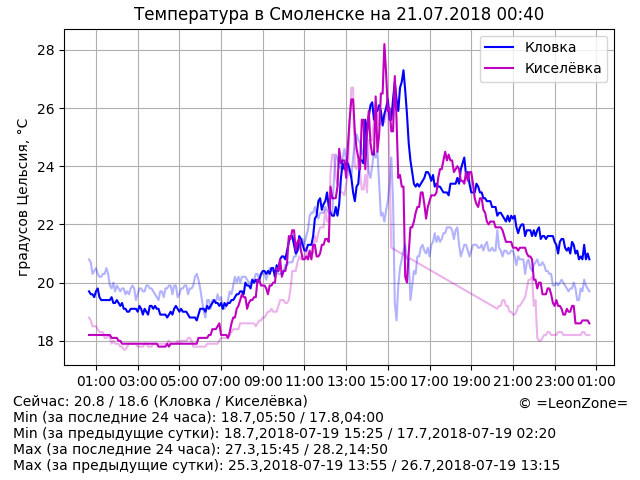 Температура в Смоленске на 21.07.2018 00:40
градусов Цельсия, °C
28
26
24
22
20
18
Кловка
Киселёвка
01:00 03:00 05:00 07:00 09:00 11:00 13:00 15:00 17:00 19:00 21:00 23:00 01:00
Сейчас: 20.8 / 18.6 (Кловка / Киселёвка)
© =LeonZone=
Min (за последние 24 часа): 18.7,05:50 / 17.8,04:00
Min (за предыдущие сутки): 18.7,2018-07-19 15:25 / 17.7,2018-07-19 02:20
Max (за последние 24 часа): 27.3,15:45 / 28.2,14:50
Max (за предыдущие сутки): 25.3,2018-07-19 13:55 / 26.7,2018-07-19 13:15